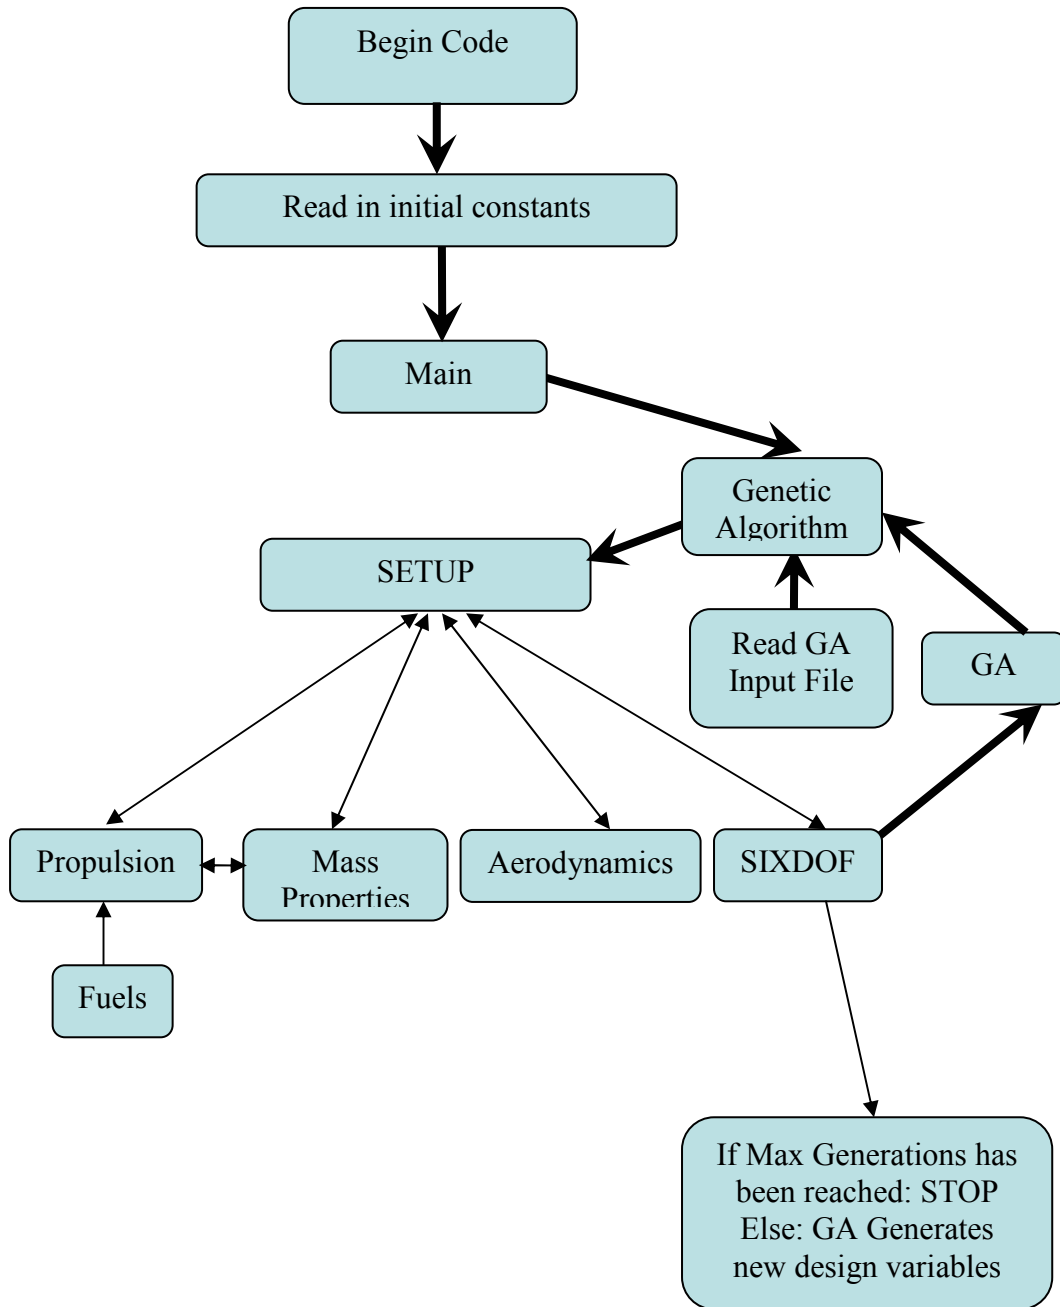 Begin Code
Read in initial constants
Main
Genetic
Algorithm
SETUP
Read GA
Input File
GA
Propulsion
Mass
Properties
Aerodynamics
SIXDOF
Fuels
If Max Generations has
been reached: STOP
Else: GA Generates
new design variables